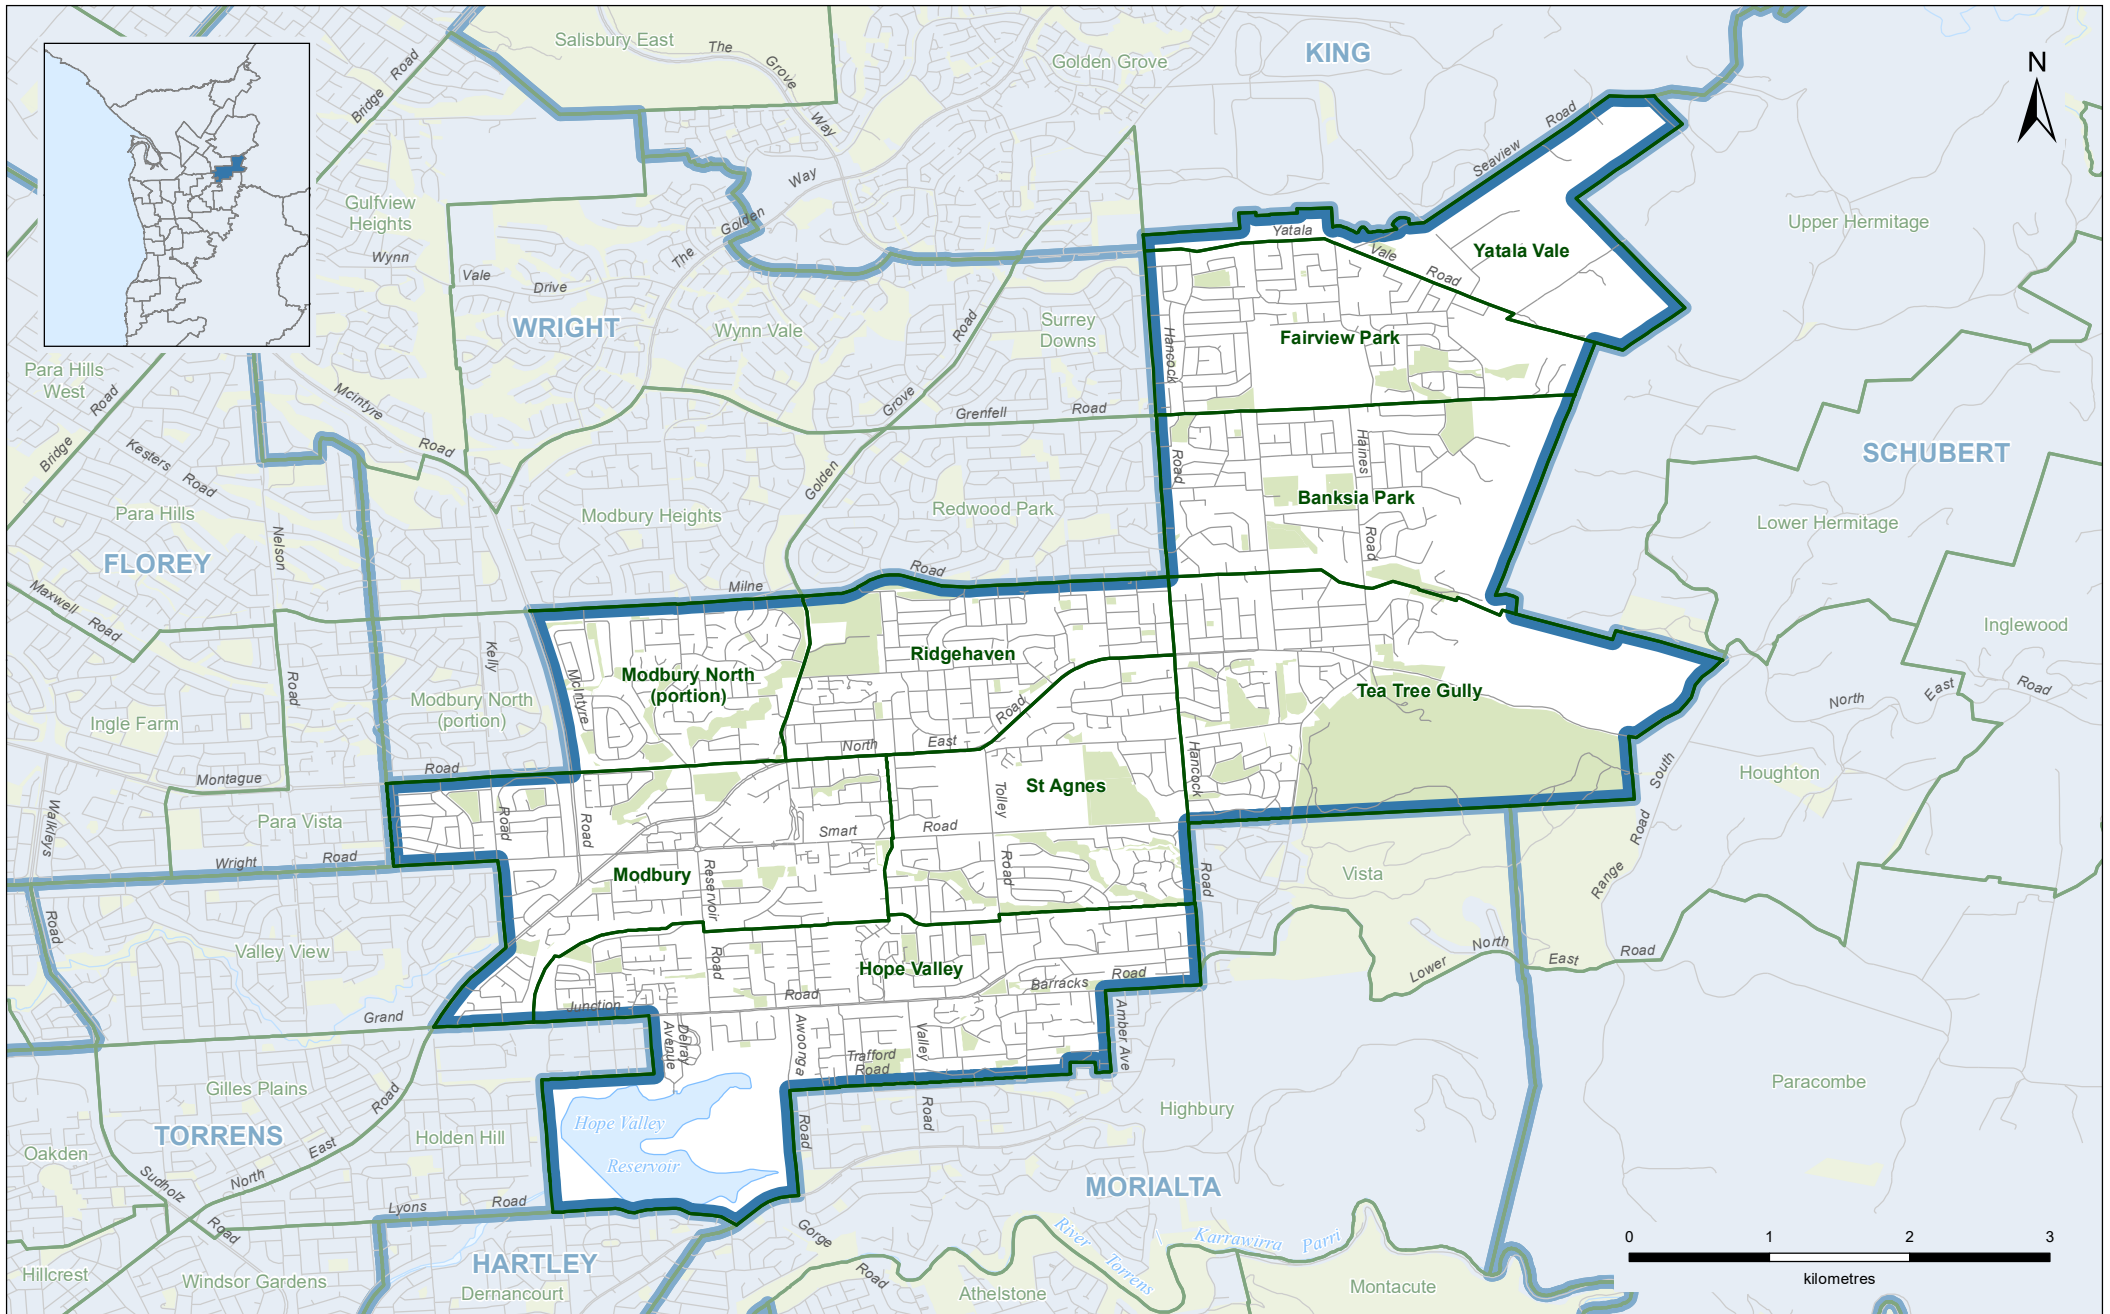 Salisbury East
The
Grove
Way
Golden Grove
KING
N
Bridge
Road
Seaview
Road
Gulfview
Heights
Way
Golden
The
Yatala
Vale
Road
Yatala Vale
Upper Hermitage
Wynn
Vale
Drive
WRIGHT
Wynn Vale
Road
Surrey
Downs
Hancock
Fairview Park
Para Hills
West
Road
McIntyre
Road
Grove
Grenfell
Road
Bridge
Kesters
Road
Golden
Road
Haines
SCHUBERT
Para Hills
Modbury Heights
Redwood Park
Banksia Park
Lower Hermitage
Nelson
Road
FLOREY
Maxwell
Road
Milne
Road
Inglewood
Kelly
Ridgehaven
Modbury North
(portion)
McIntyre
Tea Tree Gully
Road
Modbury North
(portion)
North
East
Road
Ingle Farm
Road
North
East
Hancock
Houghton
South
Montague
Road
St Agnes
Tolley
Walkleys
Para Vista
Road
Road
Smart
Road
Road
Wright
Road
Modbury
Reservoir
Road
Road
Vista
Range
Road
Valley View
Hope Valley
Road
North
East
Road
Lower
Road
Barracks
Road
Grand
Junction
Road
Amber Ave
Avenue
Delray
Awoonga
Valley
Trafford
Road
Gilles Plains
Road
Paracombe
Highbury
Hope Valley
Reservoir
TORRENS
Holden Hill
Road
Road
Oakden
East
North
Sudholz
Road
Lyons
Road
MORIALTA
Gorge
Road
River
Torrens
Karrawirra
Parri
HARTLEY
Hillcrest
Windsor Gardens
Dernancourt
Athelstone
Montacute
0
1
2
3
kilometres